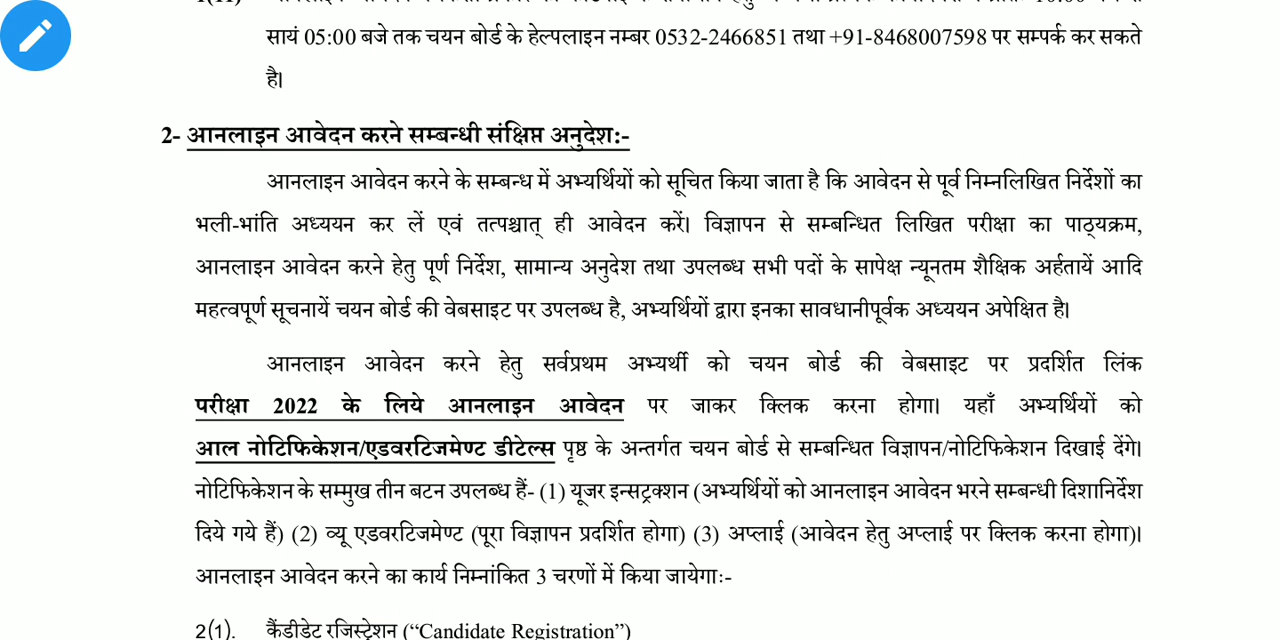 सायं 05:00 बजे तक चयन बोर्ड के हेल्पलाइन नम्बर 0532-2466851 तथा +91-8468007598 पर सम्पर्क कर सकते
है।
2- आनलाइन आवेदन करने सम्बन्धी संक्षिप्त अनुदेश:-
आनलाइन आवेदन करने के सम्बन्ध में अभ्यर्थियों को सूचित किया जाता है कि आवेदन से पूर्व निम्नलिखित निर्देशों का
भली-भांति अध्ययन कर लें एवं तत्पश्चात् ही आवेदन करें। विज्ञापन से सम्बन्धित लिखित परीक्षा का पाठ्यक्रम,
आनलाइन आवेदन करने हेतु पूर्ण निर्देश, सामान्य अनुदेश तथा उपलब्ध सभी पदों के सापेक्ष न्यूनतम शैक्षिक अर्हतायें आदि
महत्वपूर्ण सूचनायें चयन बोर्ड की वेबसाइट पर उपलब्ध है, अभ्यर्थियों द्वारा इनका सावधानीपूर्वक अध्ययन अपेक्षित है।
आनलाइन आवेदन करने हेतु सर्वप्रथम अभ्यर्थी को चयन बोर्ड की वेबसाइट पर प्रदर्शित लिंक
परीक्षा 2022 के लिये आनलाइन आवेदन पर जाकर क्लिक करना होगा। यहाँ अभ्यर्थियों को
आल नोटिफिकेशन/एडवरटिजमेण्ट डीटेल्स पृष्ठ के अन्तर्गत चयन बोर्ड से सम्बन्धित विज्ञापन/नोटिफिकेशन दिखाई देंगे।
नोटिफिकेशन के सम्मुख तीन बटन उपलब्ध हैं- (1) यूजर इन्सट्रक्शन (अभ्यर्थियों को आनलाइन आवेदन भरने सम्बन्धी दिशानिर्देश
दिये गये हैं) (2) व्यू एडवरटिजमेण्ट (पूरा विज्ञापन प्रदर्शित होगा) (3) अप्लाई (आवेदन हेतु अप्लाई पर क्लिक करना होगा)।
आनलाइन आवेदन करने का कार्य निम्नांकित 3 चरणों में किया जायेगाः-
2(1). कैंडीडेट रजिस्ट्रेशन (“Candidate Registration”)